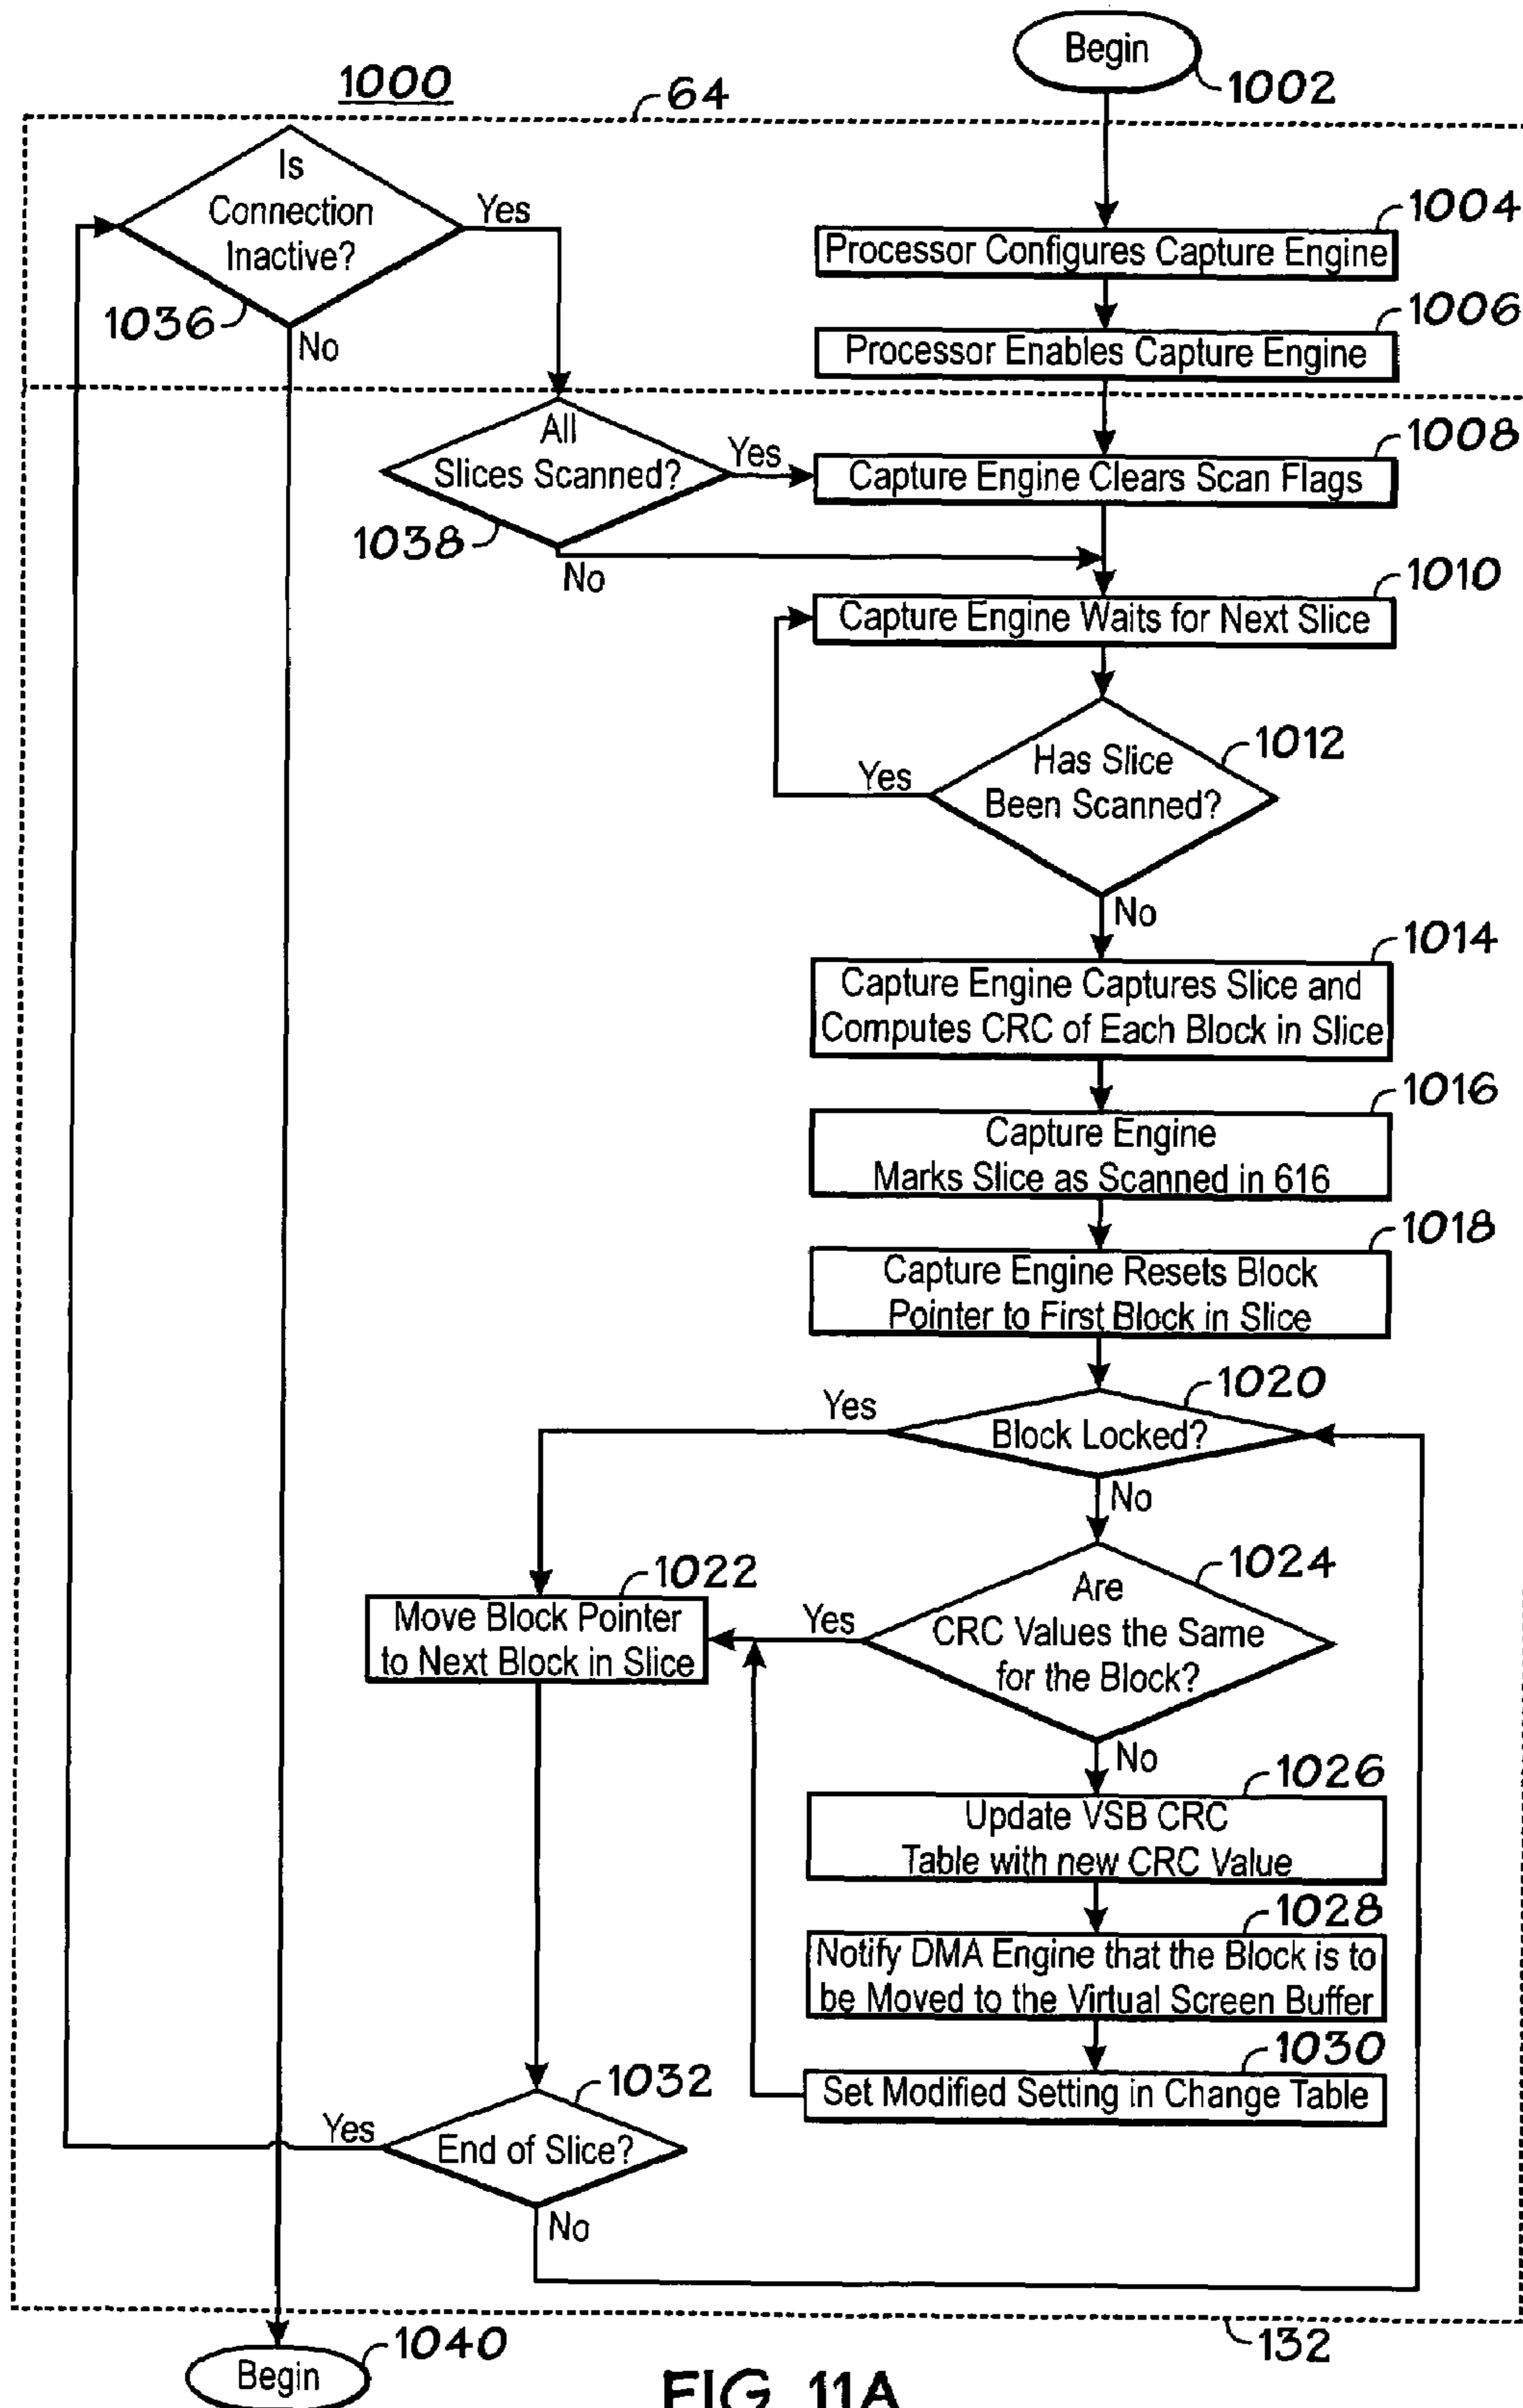 Begin
1002
1000
64
Is
Connection
Inactive?
Yes
1036
No
1004
Processor Configures Capture Engine
1006
Processor Enables Capture Engine
All
Slices Scanned?
Yes
1038
No
1008
Capture Engine Clears Scan Flags
1010
Capture Engine Waits for Next Slice
1012
Has Slice
Been Scanned?
Yes
No
1014
Capture Engine Captures Slice and
Computes CRC of Each Block in Slice
1016
Capture Engine
Marks Slice as Scanned in 616
1018
Capture Engine Resets Block
Pointer to First Block in Slice
1020
Block Locked?
Yes
No
1022
Move Block Pointer
to Next Block in Slice
1024
Are
CRC Values the Same
for the Block?
Yes
No
1026
Update VSB CRC
Table with new CRC Value
1028
Notify DMA Engine that the Block is to
be Moved to the Virtual Screen Buffer
1030
Set Modified Setting in Change Table
1032
End of Slice?
Yes
No
132
1040
Begin
FIG. 11A